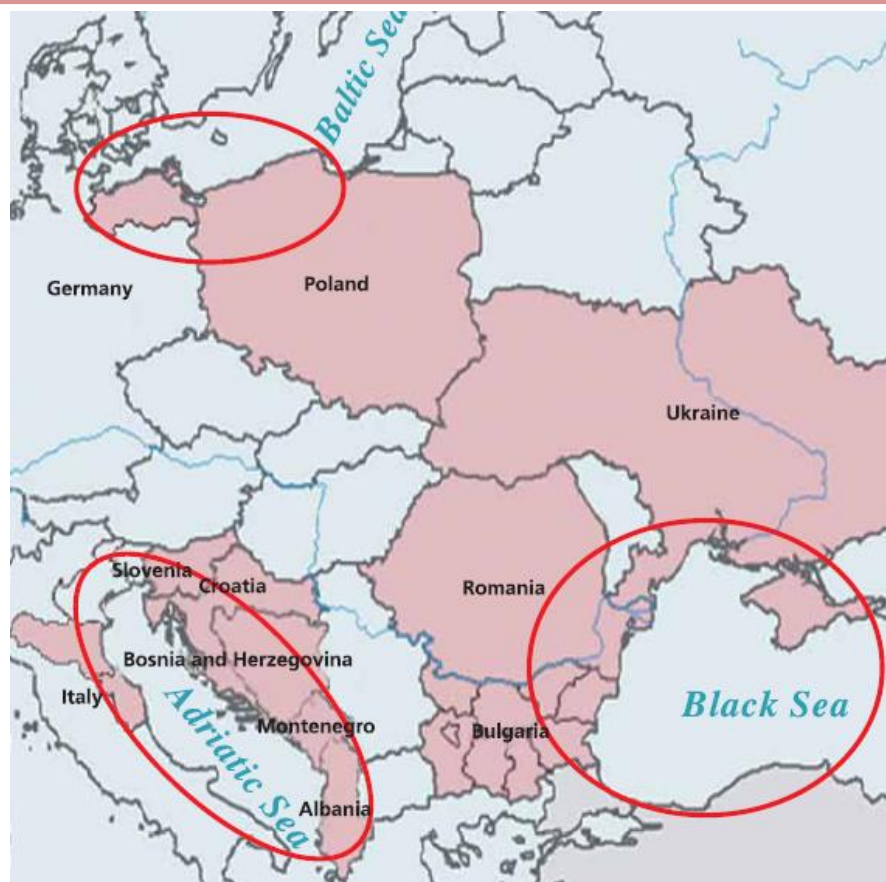 Baltic Sea
Germany
Poland
Ukraine
Slovenia
Croatia
Romania
Bosnia and Herzegovina
Italy
Adriatic Sea
Montenegro
Bulgaria
Black Sea
Albania